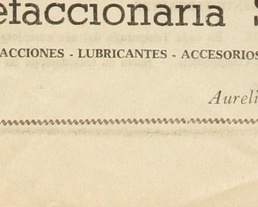 efaccionaria S
ACCIONES - LUBRICANTES - ACCESORIOS
Aureli